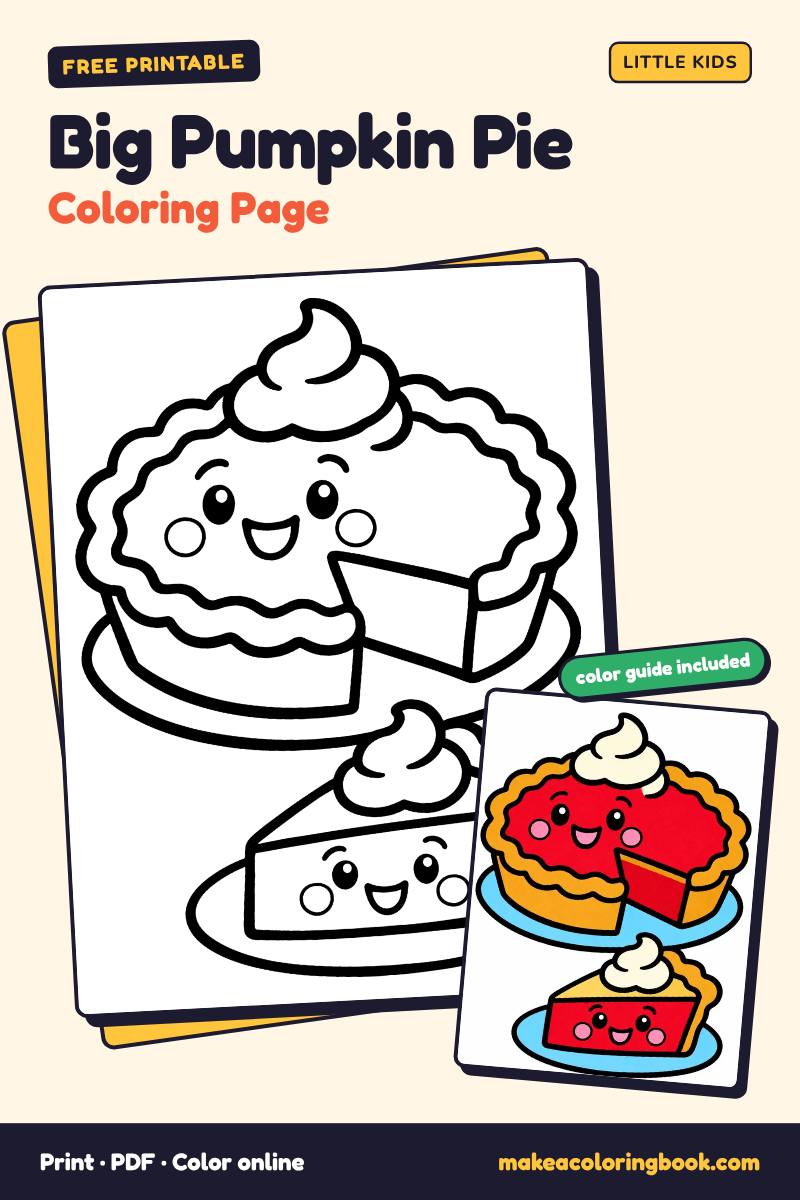 FREE PRINTABLE
LITTLE KIDS
Big Pumpkin Pie
Coloring Page
color guide included
Print · PDF · Color online
makeacoloringbook.com